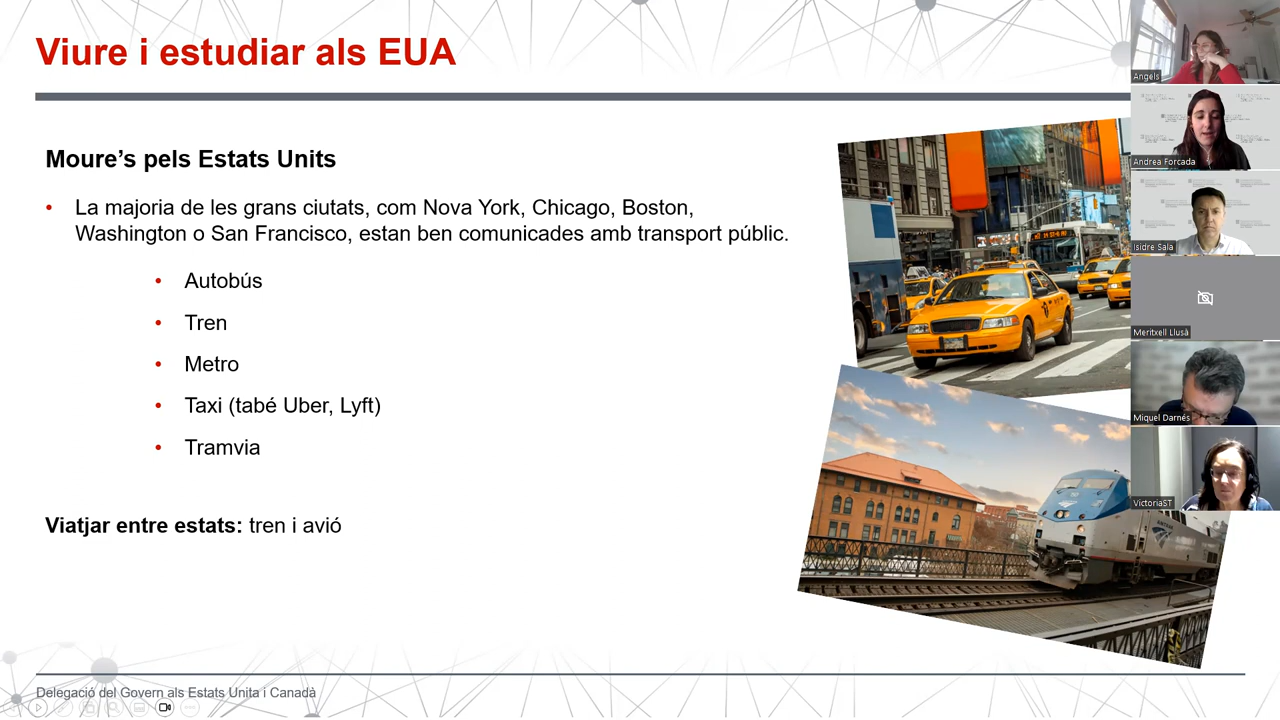 Viure i estudiar als EUA
Moure’s pels Estats Units
• La majoria de les grans ciutats, com Nova York, Chicago, Boston,
Washington o San Francisco, estan ben comunicades amb transport públic.
• Autobús
• Tren
• Metro
• Taxi (tabé Uber, Lyft)
• Tramvia
Viatjar entre estats: tren i avió
Delegació del Govern als Estats Units i Canadà
Angels
Andrea Forcada
Isidre Sala
Meritxell Llusà
Miquel Darnés
VictoriaST